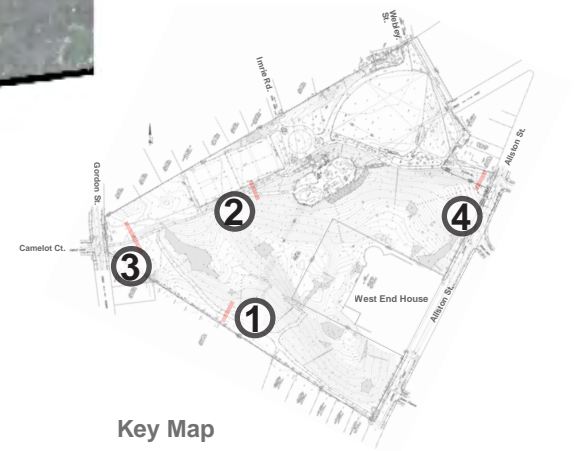 Webley.
St.
Imrie Rd.
Allston St.
Gordon St.
2
4
Camelot Ct.
3
West End House
1
Allston St.
Key Map